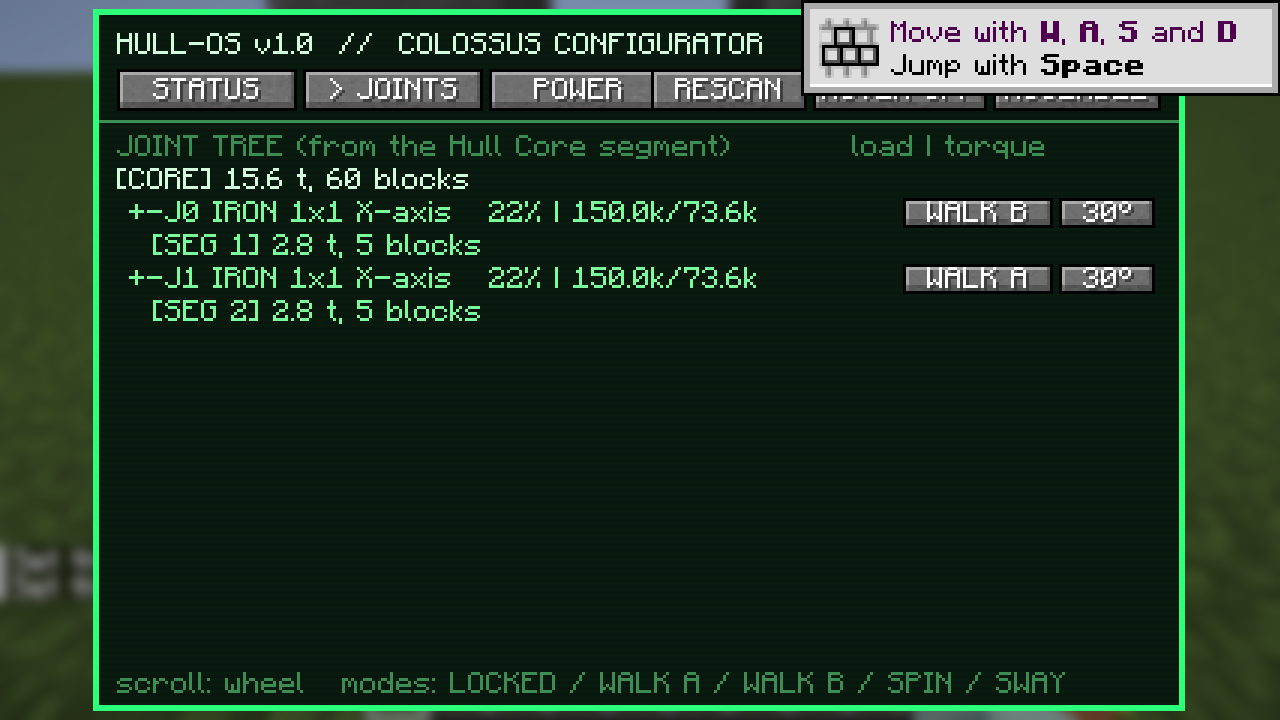 HULL-OS v1.0 // COLOSSUS CONFIGURATOR
Move with W, A, S and D
Jump with Space
STATUS > JOINTS POWER RESCAN
JOINT TREE (from the Hull Core segment) load | torque
[CORE] 15.6 t, 60 blocks
+-J0 IRON 1x1 X-axis 22% | 150.0k/73.6k WALK B 30°
[SEG 1] 2.8 t, 5 blocks
+-J1 IRON 1x1 X-axis 22% | 150.0k/73.6k WALK A 30°
[SEG 2] 2.8 t, 5 blocks
scroll: wheel modes: LOCKED / WALK A / WALK B / SPIN / SWAY